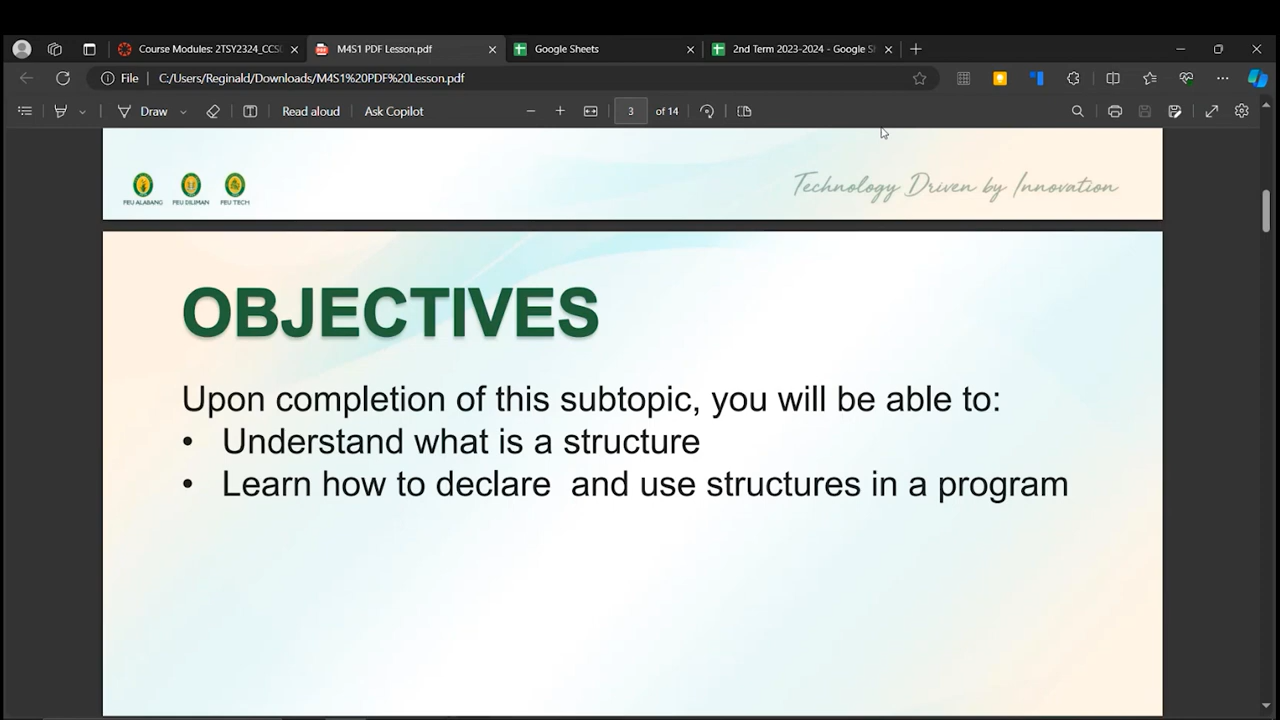 Course Modules: 2TSY2324_CCS
M4S1 PDF Lesson.pdf
Google Sheets
2nd Term 2023-2024 - Google S
File
C:/Users/Reginald/Downloads/M4S1%20PDF%20Lesson.pdf
Draw
Read aloud
Ask Copilot
3 of 14
FEU ALABANG FEU DILIMAN FEU TECH
Technology Driven by Innovation
OBJECTIVES
Upon completion of this subtopic, you will be able to:
• Understand what is a structure
• Learn how to declare and use structures in a program